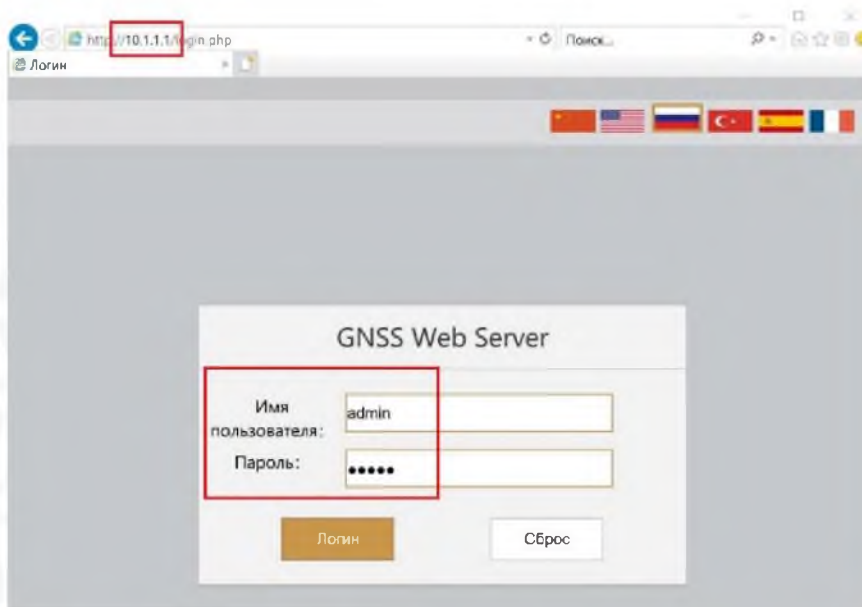 http://10.1.1.1/login.php
Поиск...
Логин
GNSS Web Server
Имя
пользователя:
admin
Пароль:
•••••
Логин
Сброс